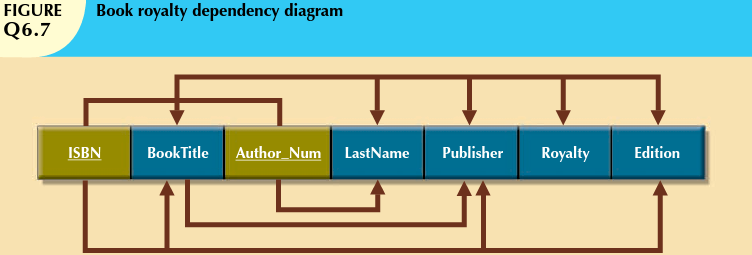 FIGURE
Q6.7
Book royalty dependency diagram
ISBN BookTitle Author_Num LastName Publisher Royalty Edition